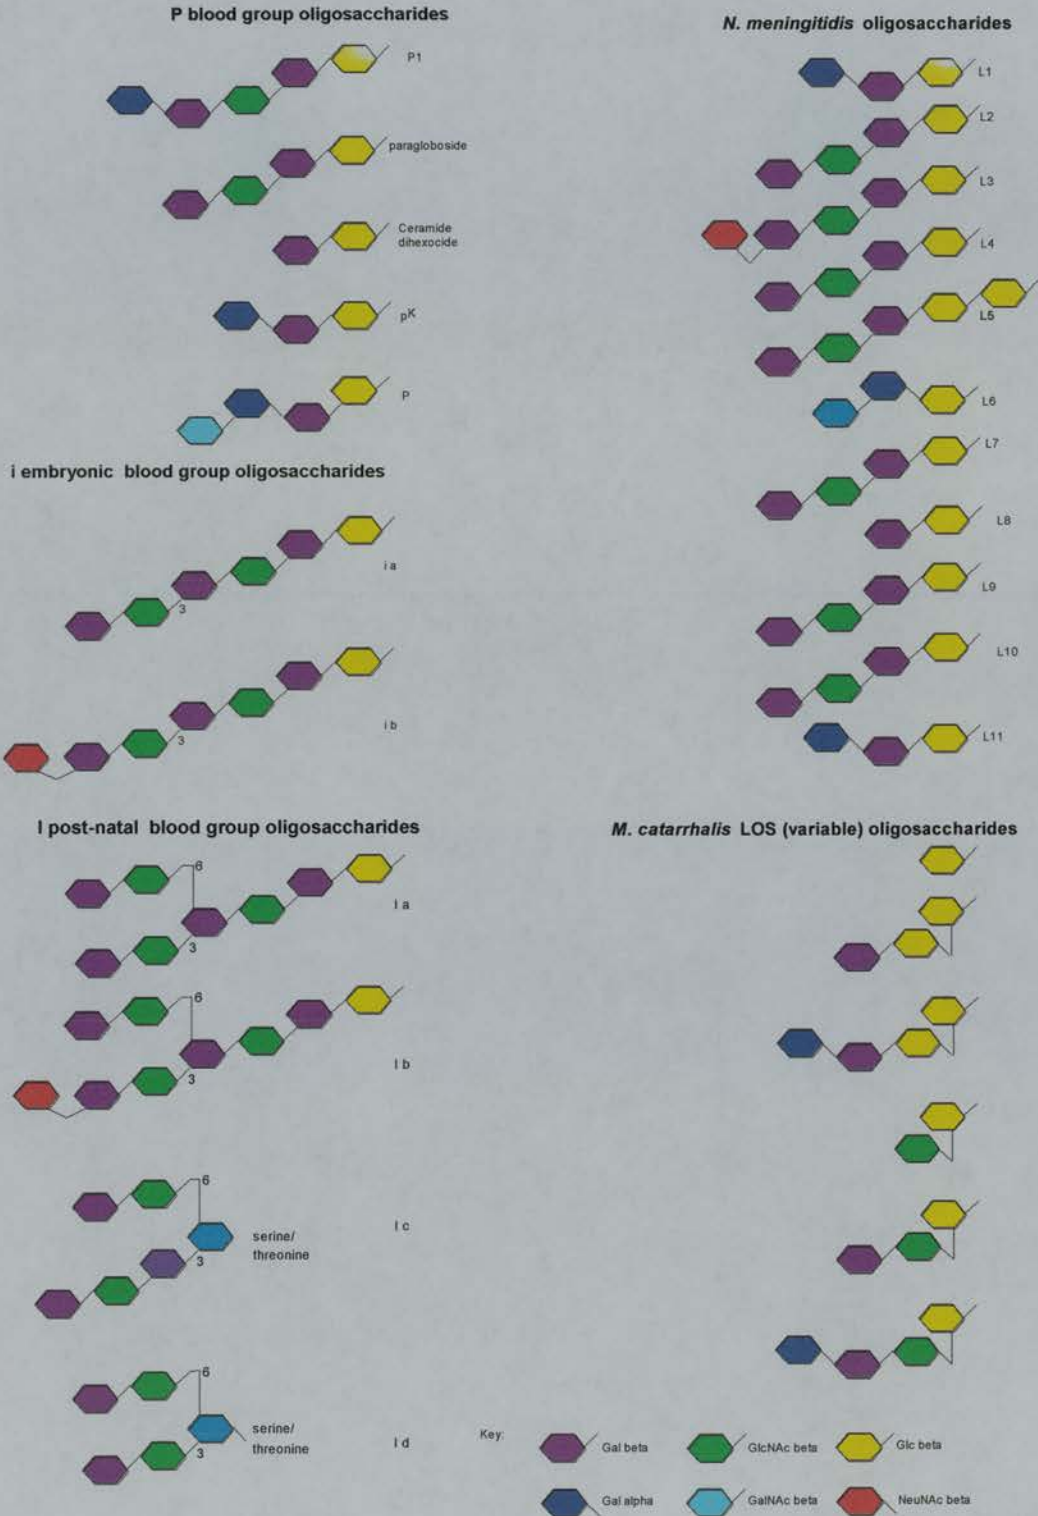 P blood group oligosaccharides
P1
paragloboside
Ceramide
dihexocide
pK
P
i embryonic blood group oligosaccharides
i a
3
i b
3
I post-natal blood group oligosaccharides
6
I a
3
6
I b
3
6
I c
serine/
threonine
3
6
serine/
threonine
I d
3
N. meningitidis oligosaccharides
L1
L2
L3
L4
L5
L6
L7
L8
L9
L10
L11
M. catarrhalis LOS (variable) oligosaccharides
Key:
Gal beta
GlcNAc beta
Glc beta
Gal alpha
GalNAc beta
NeuNAc beta